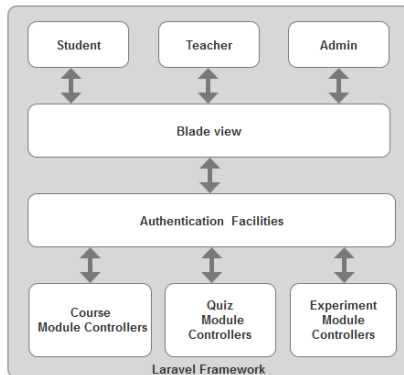 Student
Teacher
Admin
Blade view
Authentication Facilities
Course
Module Controllers
Quiz
Module
Controllers
Experiment
Module
Controllers
Laravel Framework